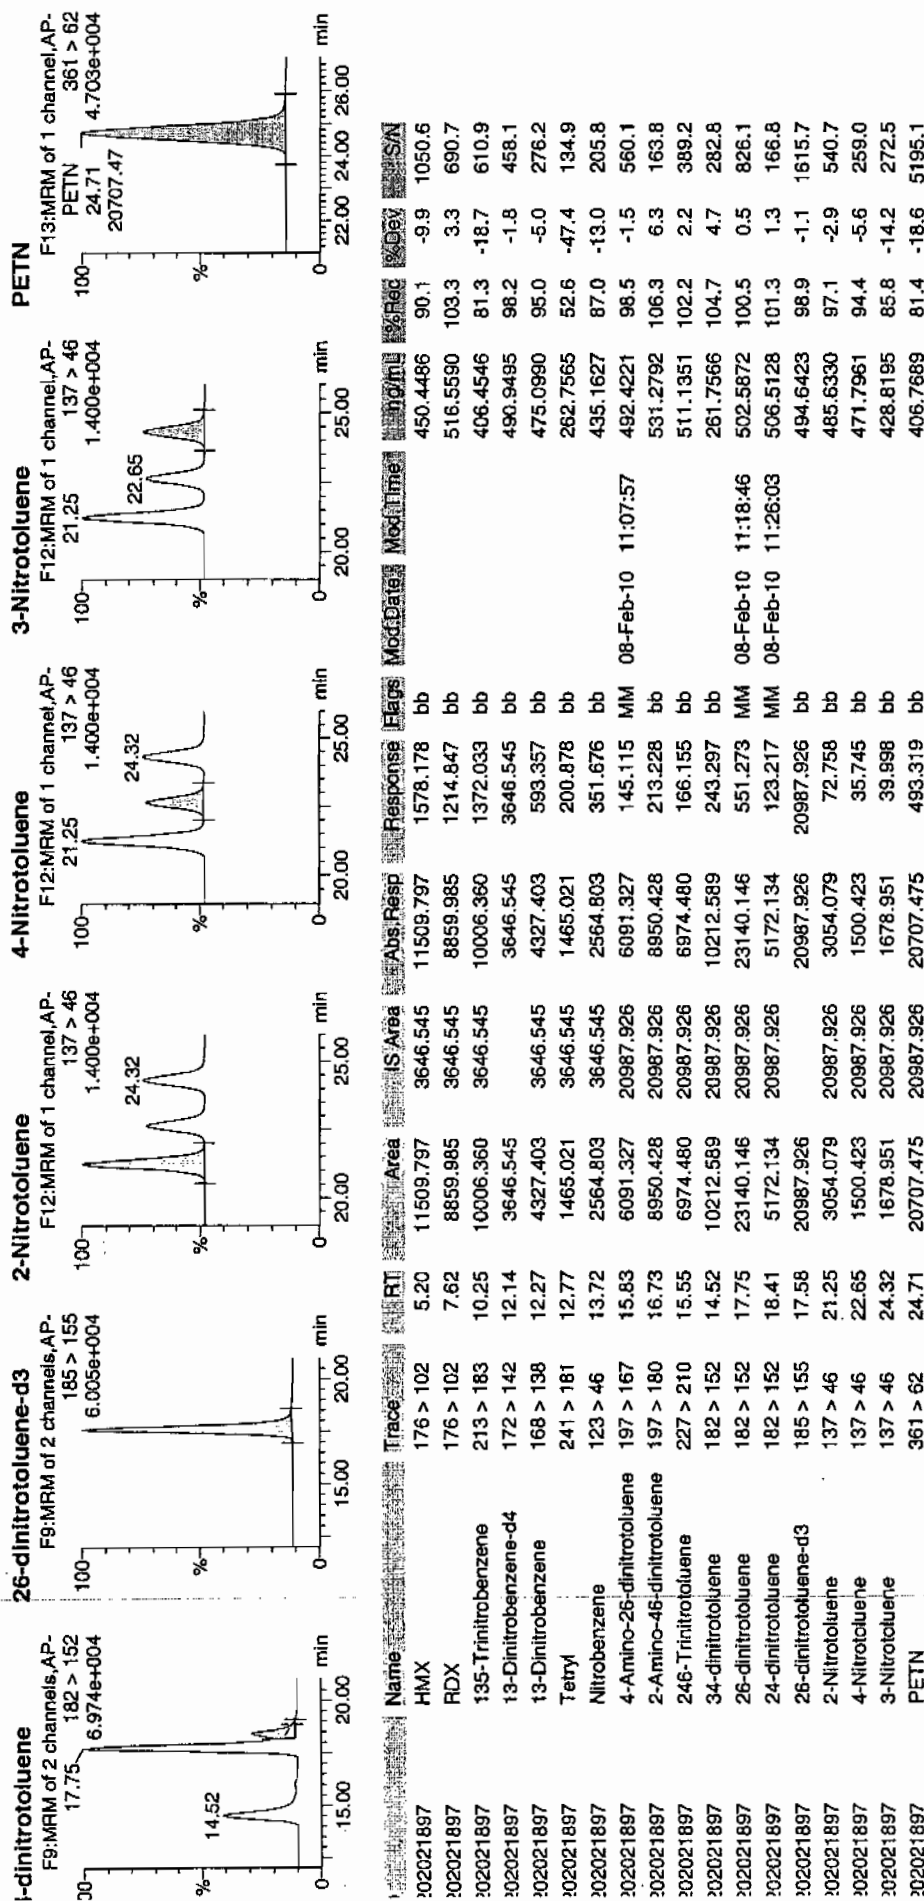 l-dinitrotoluene
F9:MRM of 2 channels,AP-
182 > 152
6.974e+004
17.75
14.52
00
%
0
15.00 20.00 min
26-dinitrotoluene-d3
F9:MRM of 2 channels,AP-
185 > 155
6.005e+004
100
%
0
15.00 20.00 min
2-Nitrotoluene
F12:MRM of 1 channel,AP-
137 > 46
1.400e+004
24.32
100
%
0
20.00 25.00 min
4-Nitrotoluene
F12:MRM of 1 channel,AP-
137 > 46
1.400e+004
21.25
24.32
100
%
0
20.00 25.00 min
3-Nitrotoluene
F12:MRM of 1 channel,AP-
137 > 46
1.400e+004
21.25
22.65
100
%
0
20.00 25.00 min
PETN
F13:MRM of 1 channel,AP-
361 > 62
4.703e+004
PETN
24.71
20707.47
100
%
0
22.00 24.00 26.00 min
Name Trace RT Area IS Area Abs.Resp Response Flags Mod.Date Mod.Time ng/mL %Rec %Dev S/N
202021897 HMX 176 > 102 5.20 11509.797 3646.545 11509.797 1578.178 bb 450.4486 90.1 -9.9 1050.6
202021897 RDX 176 > 102 7.62 8859.985 3646.545 8859.985 1214.847 bb 516.5590 103.3 3.3 690.7
202021897 135-Trinitrobenzene 213 > 183 10.25 10006.360 3646.545 10006.360 1372.033 bb 406.4546 81.3 -18.7 610.9
202021897 13-Dinitrobenzene-d4 172 > 142 12.14 3646.545 3646.545 3646.545 bb 490.9495 98.2 -1.8 458.1
202021897 13-Dinitrobenzene 168 > 138 12.27 4327.403 3646.545 4327.403 593.357 bb 475.0990 95.0 -5.0 276.2
202021897 Tetryl 241 > 181 12.77 1465.021 3646.545 1465.021 200.878 bb 262.7565 52.6 -47.4 134.9
202021897 Nitrobenzene 123 > 46 13.72 2564.803 3646.545 2564.803 351.676 bb 435.1627 87.0 -13.0 205.8
202021897 4-Amino-26-dinitrotoluene 197 > 167 15.83 6091.327 20987.926 6091.327 145.115 MM 08-Feb-10 11:07:57 492.4221 98.5 -1.5 560.1
202021897 2-Amino-46-dinitrotoluene 197 > 180 16.73 8950.428 20987.926 8950.428 213.228 bb 531.2792 106.3 6.3 163.8
202021897 246-Trinitrotoluene 227 > 210 15.55 6974.480 20987.926 6974.480 166.155 bb 511.1351 102.2 2.2 389.2
202021897 34-dinitrotoluene 182 > 152 14.52 10212.589 20987.926 10212.589 243.297 bb 261.7566 104.7 4.7 282.8
202021897 26-dinitrotoluene 182 > 152 17.75 23140.146 20987.926 23140.146 551.273 MM 08-Feb-10 11:18:46 502.5872 100.5 0.5 826.1
202021897 24-dinitrotoluene 182 > 152 18.41 5172.134 20987.926 5172.134 123.217 MM 08-Feb-10 11:26:03 506.5128 101.3 1.3 166.8
202021897 26-dinitrotoluene-d3 185 > 155 17.58 20987.926 20987.926 20987.926 bb 494.6423 98.9 -1.1 1615.7
202021897 2-Nitrotoluene 137 > 46 21.25 3054.079 20987.926 3054.079 72.758 bb 485.6330 97.1 -2.9 540.7
202021897 4-Nitrotoluene 137 > 46 22.65 1500.423 20987.926 1500.423 35.745 bb 471.7961 94.4 -5.6 259.0
202021897 3-Nitrotoluene 137 > 46 24.32 1678.951 20987.926 1678.951 39.998 bb 428.8195 85.8 -14.2 272.5
202021897 PETN 361 > 62 24.71 20707.475 20987.926 20707.475 493.319 bb 406.7689 81.4 -18.6 5195.1